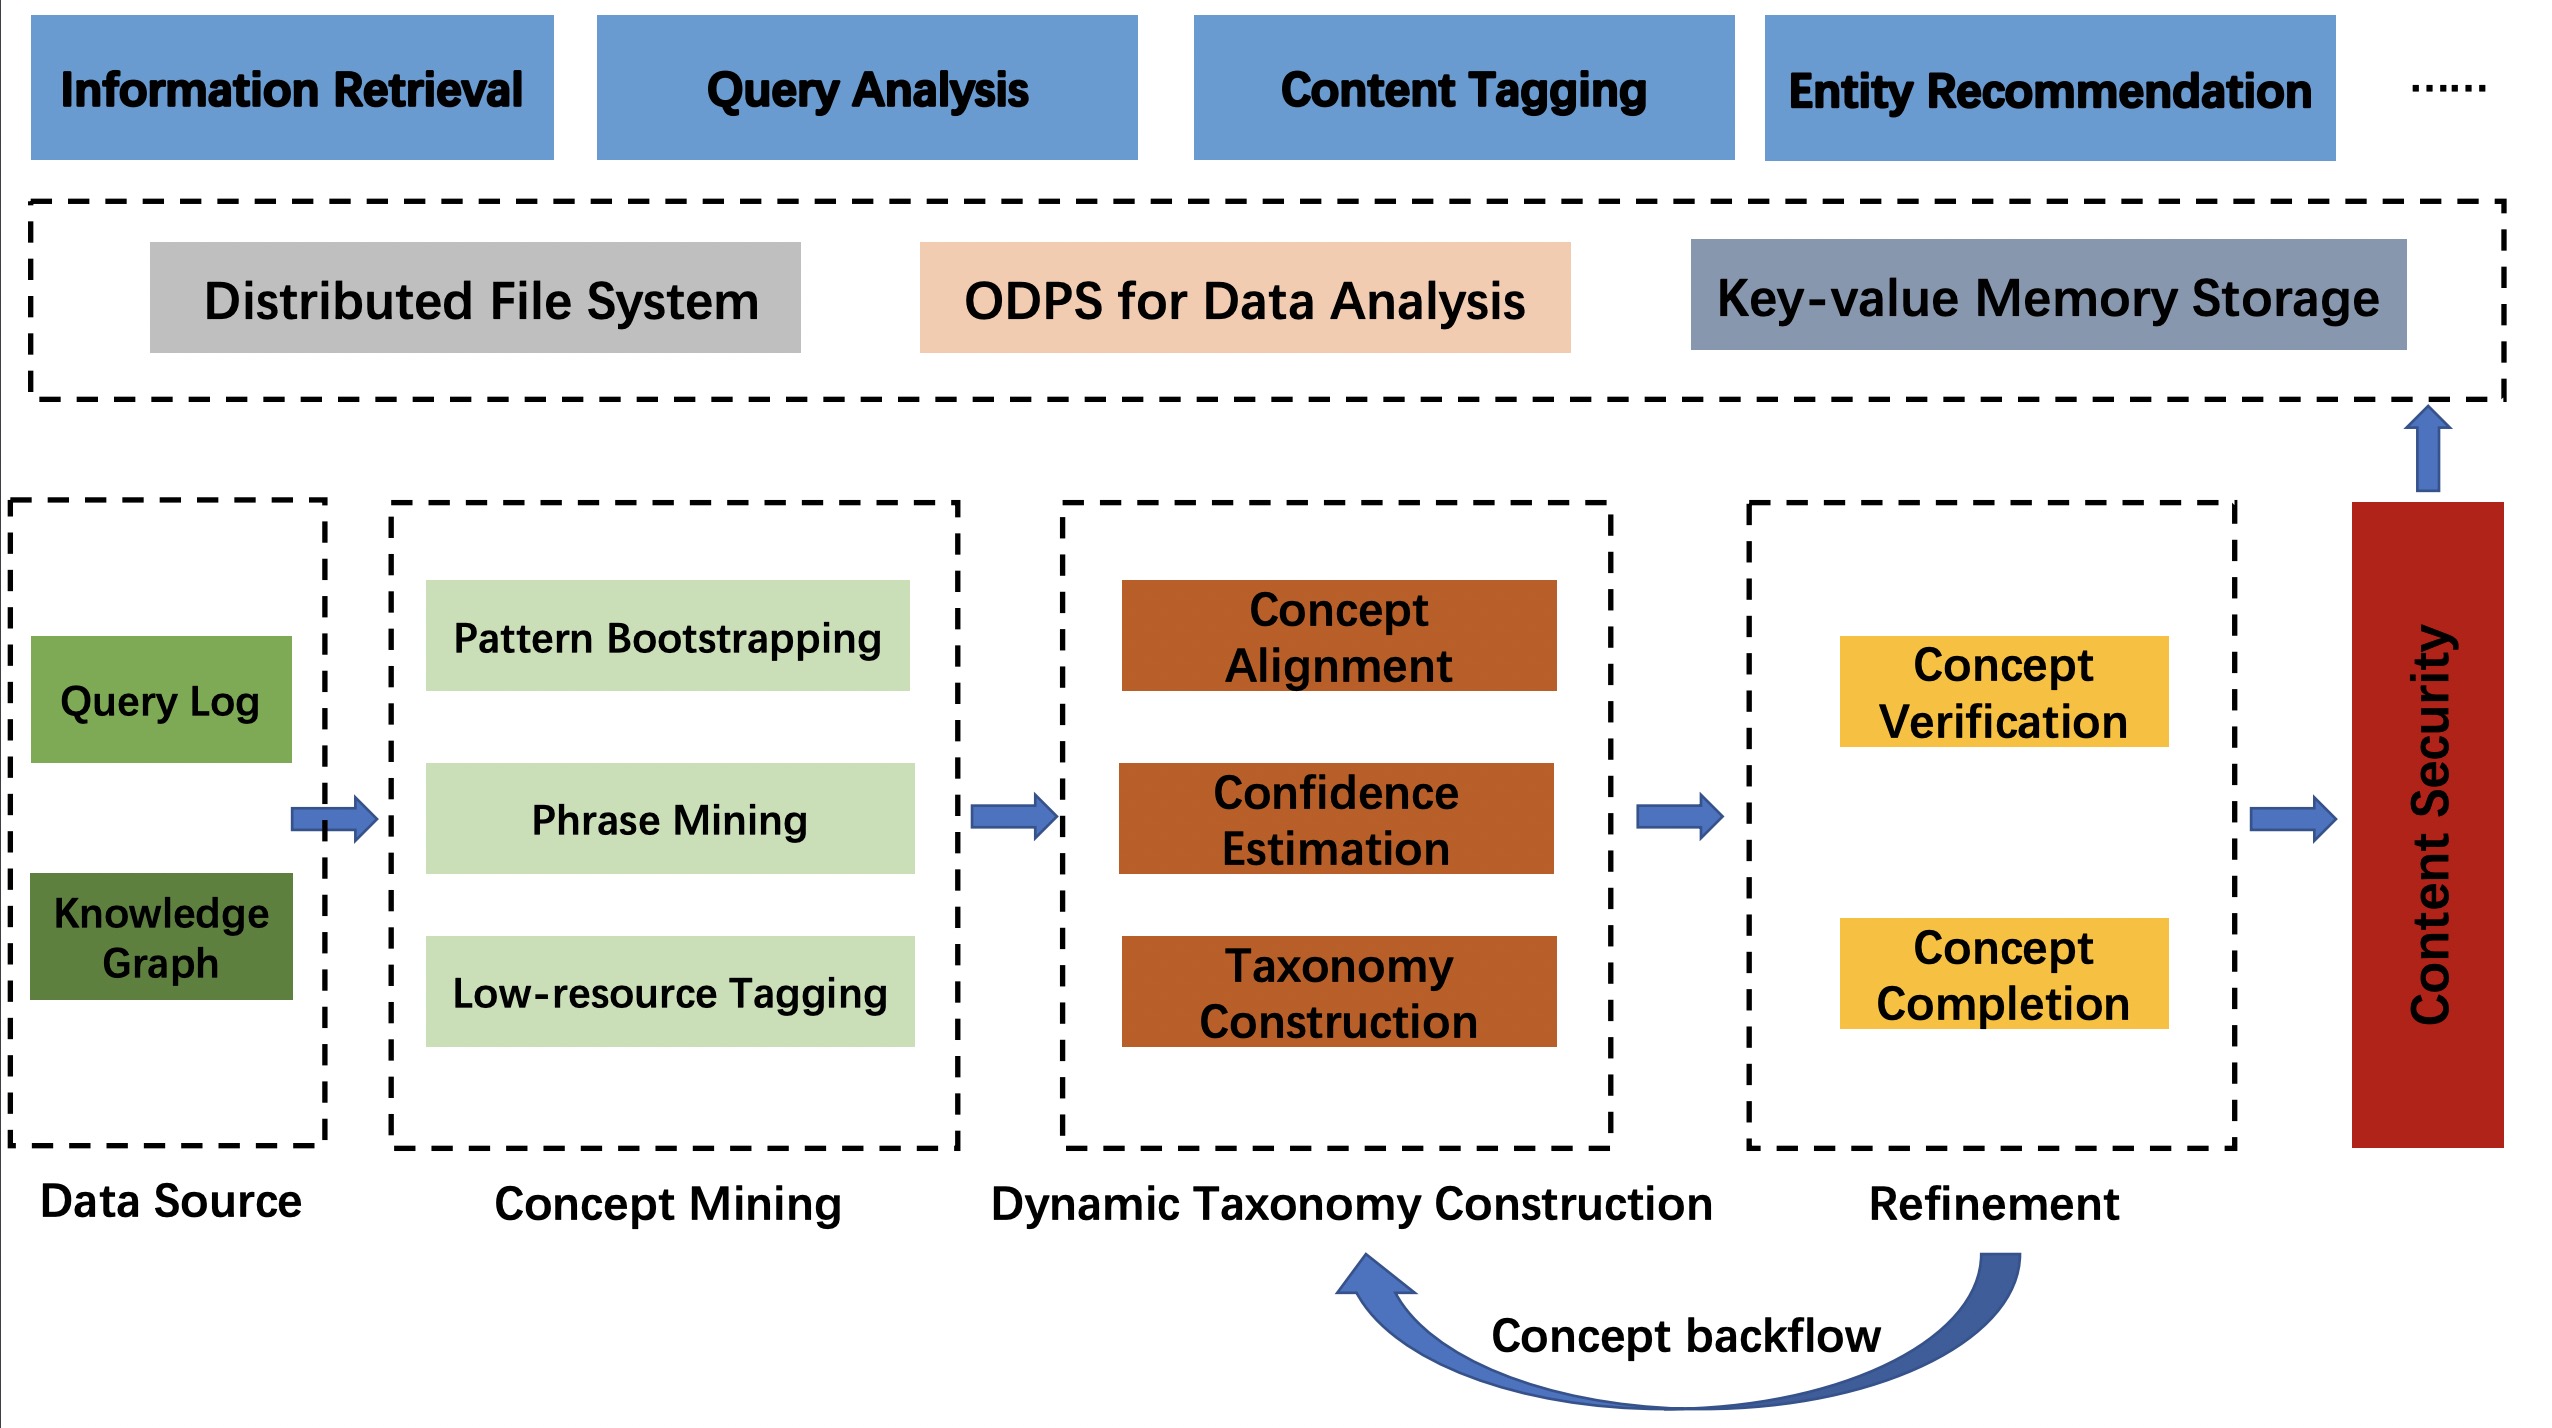 Information Retrieval
Query Analysis
Content Tagging
Entity Recommendation
......
Distributed File System
ODPS for Data Analysis
Key-value Memory Storage
Query Log
Knowledge
Graph
Data Source
Pattern Bootstrapping
Phrase Mining
Low-resource Tagging
Concept Mining
Concept
Alignment
Confidence
Estimation
Taxonomy
Construction
Dynamic Taxonomy Construction
Concept
Verification
Concept
Completion
Refinement
Content Security
Concept backflow